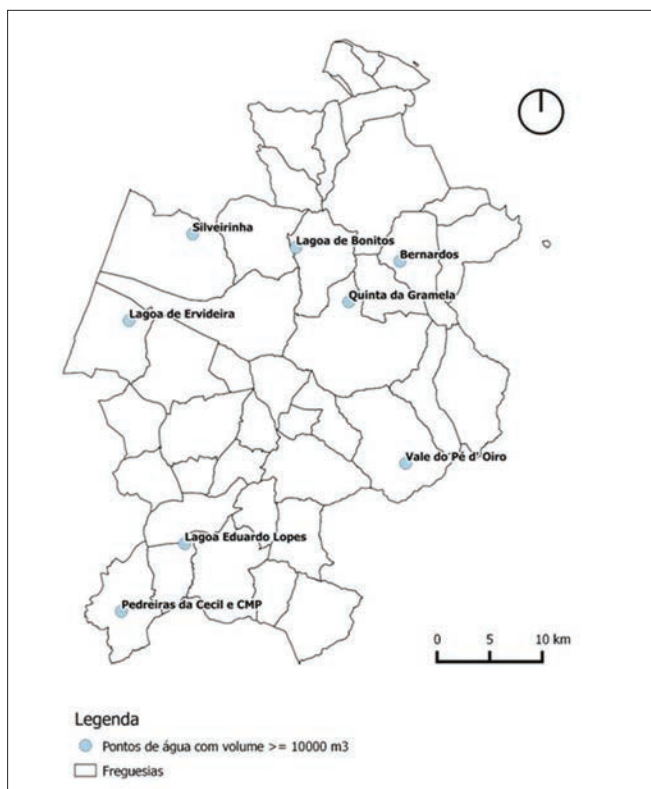 Silveirinha
Lagoa de Bonitos
Bernardos
Quinta da Gramela
Lagoa de Ervideira
Vale do Pé d' Oiro
Lagoa Eduardo Lopes
Pedreiras da Cecil e CMP
0 5 10 km
Legenda
Pontos de água com volume >= 10000 m3
Freguesias